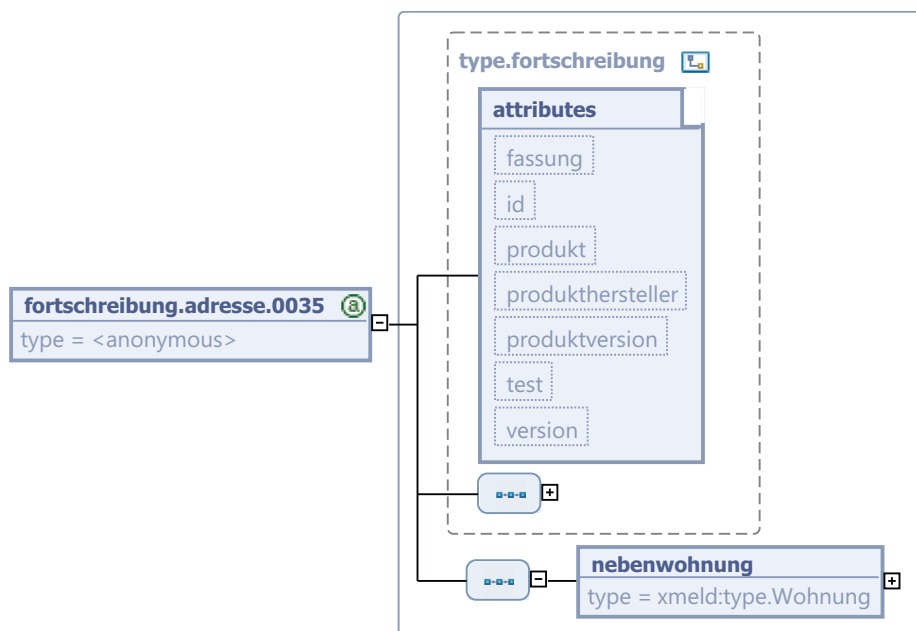 type.fortschreibung
attributes
fassung
id
produkt
produkthersteller
produktversion
test
version
fortschreibung.adresse.0035 a
type = <anonymous>
nebenwohnung
type = xmeld:type.Wohnung